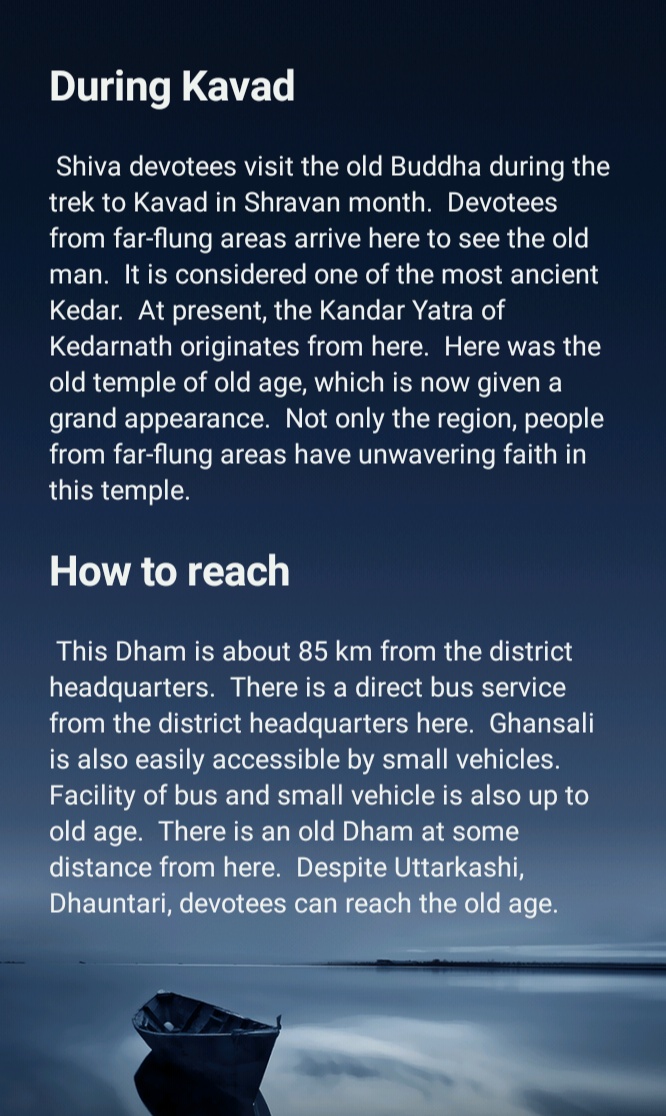 During Kavad
Shiva devotees visit the old Buddha during the
trek to Kavad in Shravan month.  Devotees
from far-flung areas arrive here to see the old
man.  It is considered one of the most ancient
Kedar.  At present, the Kandar Yatra of
Kedarnath originates from here.  Here was the
old temple of old age, which is now given a
grand appearance.  Not only the region, people
from far-flung areas have unwavering faith in
this temple.
How to reach
This Dham is about 85 km from the district
headquarters.  There is a direct bus service
from the district headquarters here.  Ghansali
is also easily accessible by small vehicles.
Facility of bus and small vehicle is also up to
old age.  There is an old Dham at some
distance from here.  Despite Uttarkashi,
Dhauntari, devotees can reach the old age.